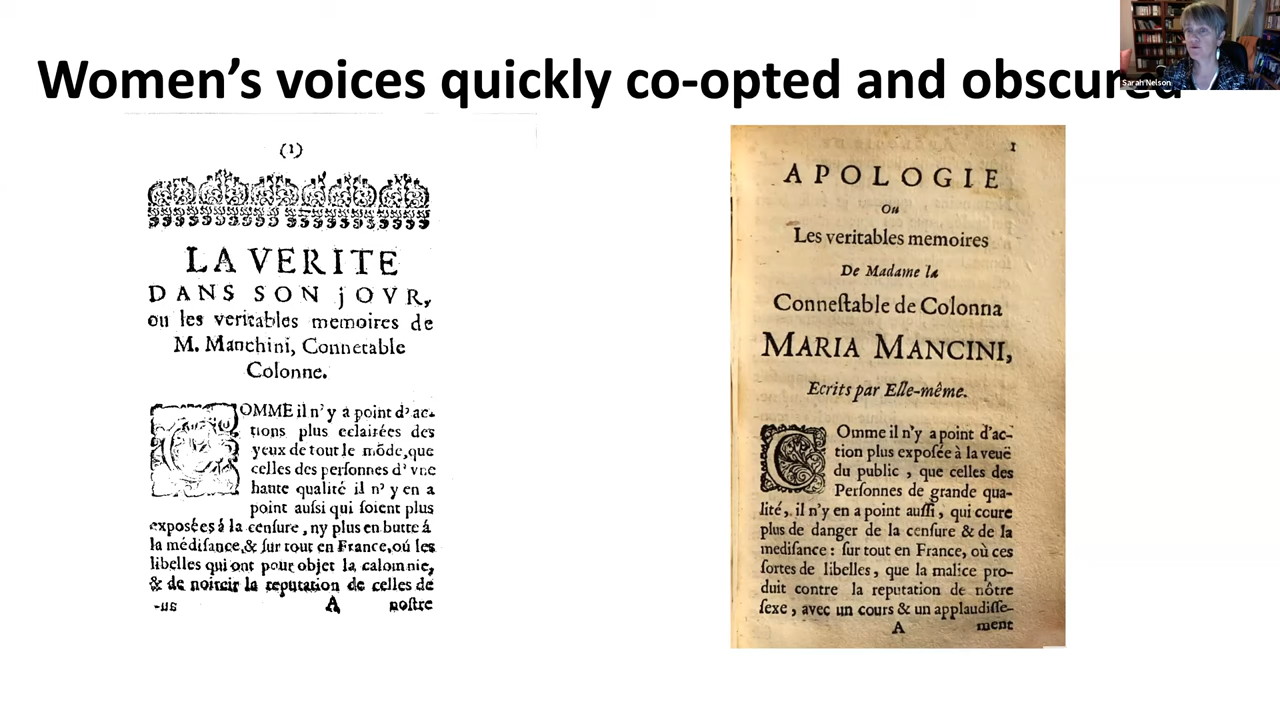 Women's voices quickly co-opted and obscured
Sarah Nelson
(1)
LA VERITE
DANS SON JOVR,
ou les veritables memoires de
M. Manchini, Connetable
Colonne.
COMME il n'y a point d'ac-
tions plus eclairées des
yeux de tout le mõde, que
celles des personnes d'vne
haute qualité il n'y en a
point aussi qui soient plus
exposées á la censure, ny plus en butte á
la médisance, & sur tout en France, oú les
libelles qui ont pour objet la calomnie,
& de noircir la reputation de celles de
A nostre
1
APOLOGIE
Ou
Les veritables memoires
De Madame la
Conneſtable de Colonna
MARIA MANCINI,
Ecrits par Elle-même.
COmme il n'y a point d'ac-
tion plus expoſée à la veuë
du public, que celles des
Perſonnes de grande qua-
lité, il n'y en a point auſſi, qui coure
plus de danger de la cenſure & de la
mediſance: ſur tout en France, où ces
ſortes de libelles, que la malice pro-
duit contre la reputation de nôtre
ſexe, avec un cours & un applaudiſſe-
A ment